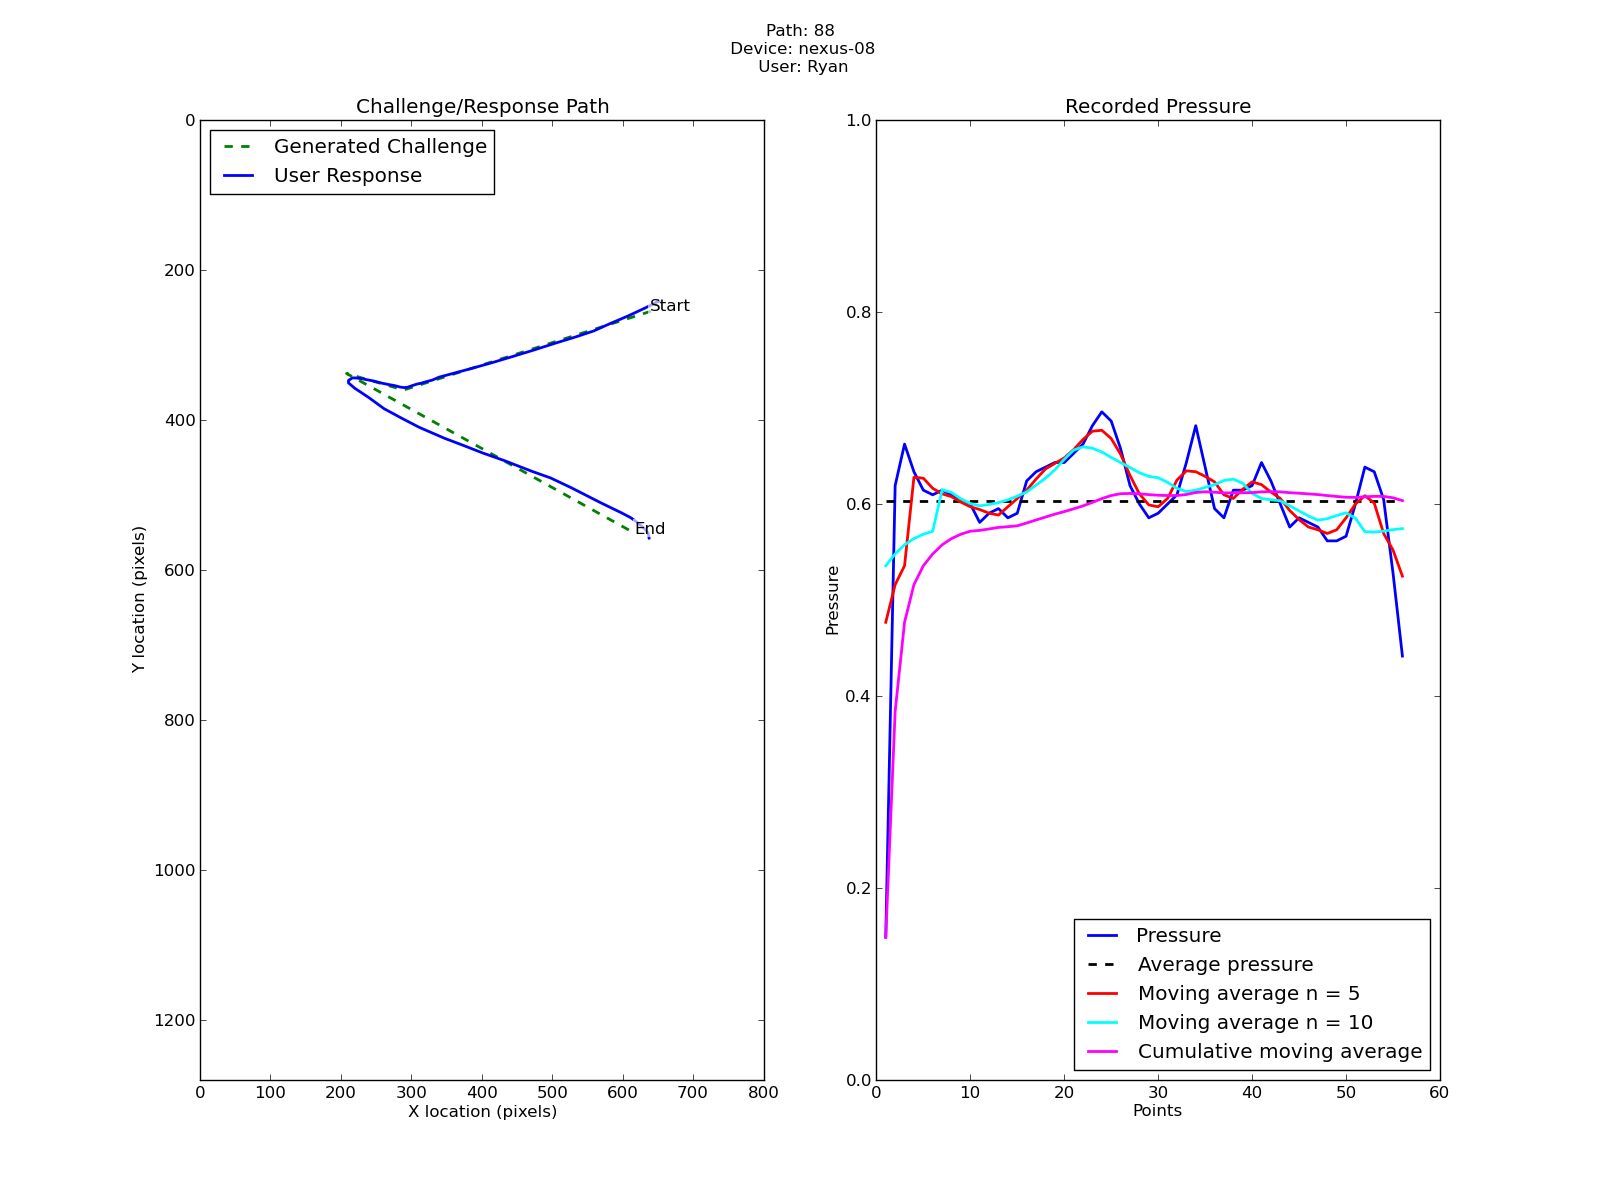 Path: 88
Device: nexus-08
User: Ryan
Challenge/Response Path
Generated Challenge
User Response
Start
End
0
200
400
600
800
1000
1200
Y location (pixels)
0 100 200 300 400 500 600 700 800
X location (pixels)
Recorded Pressure
1.0
0.8
0.6
0.4
0.2
0.0
Pressure
Pressure
Average pressure
Moving average n = 5
Moving average n = 10
Cumulative moving average
0 10 20 30 40 50 60
Points